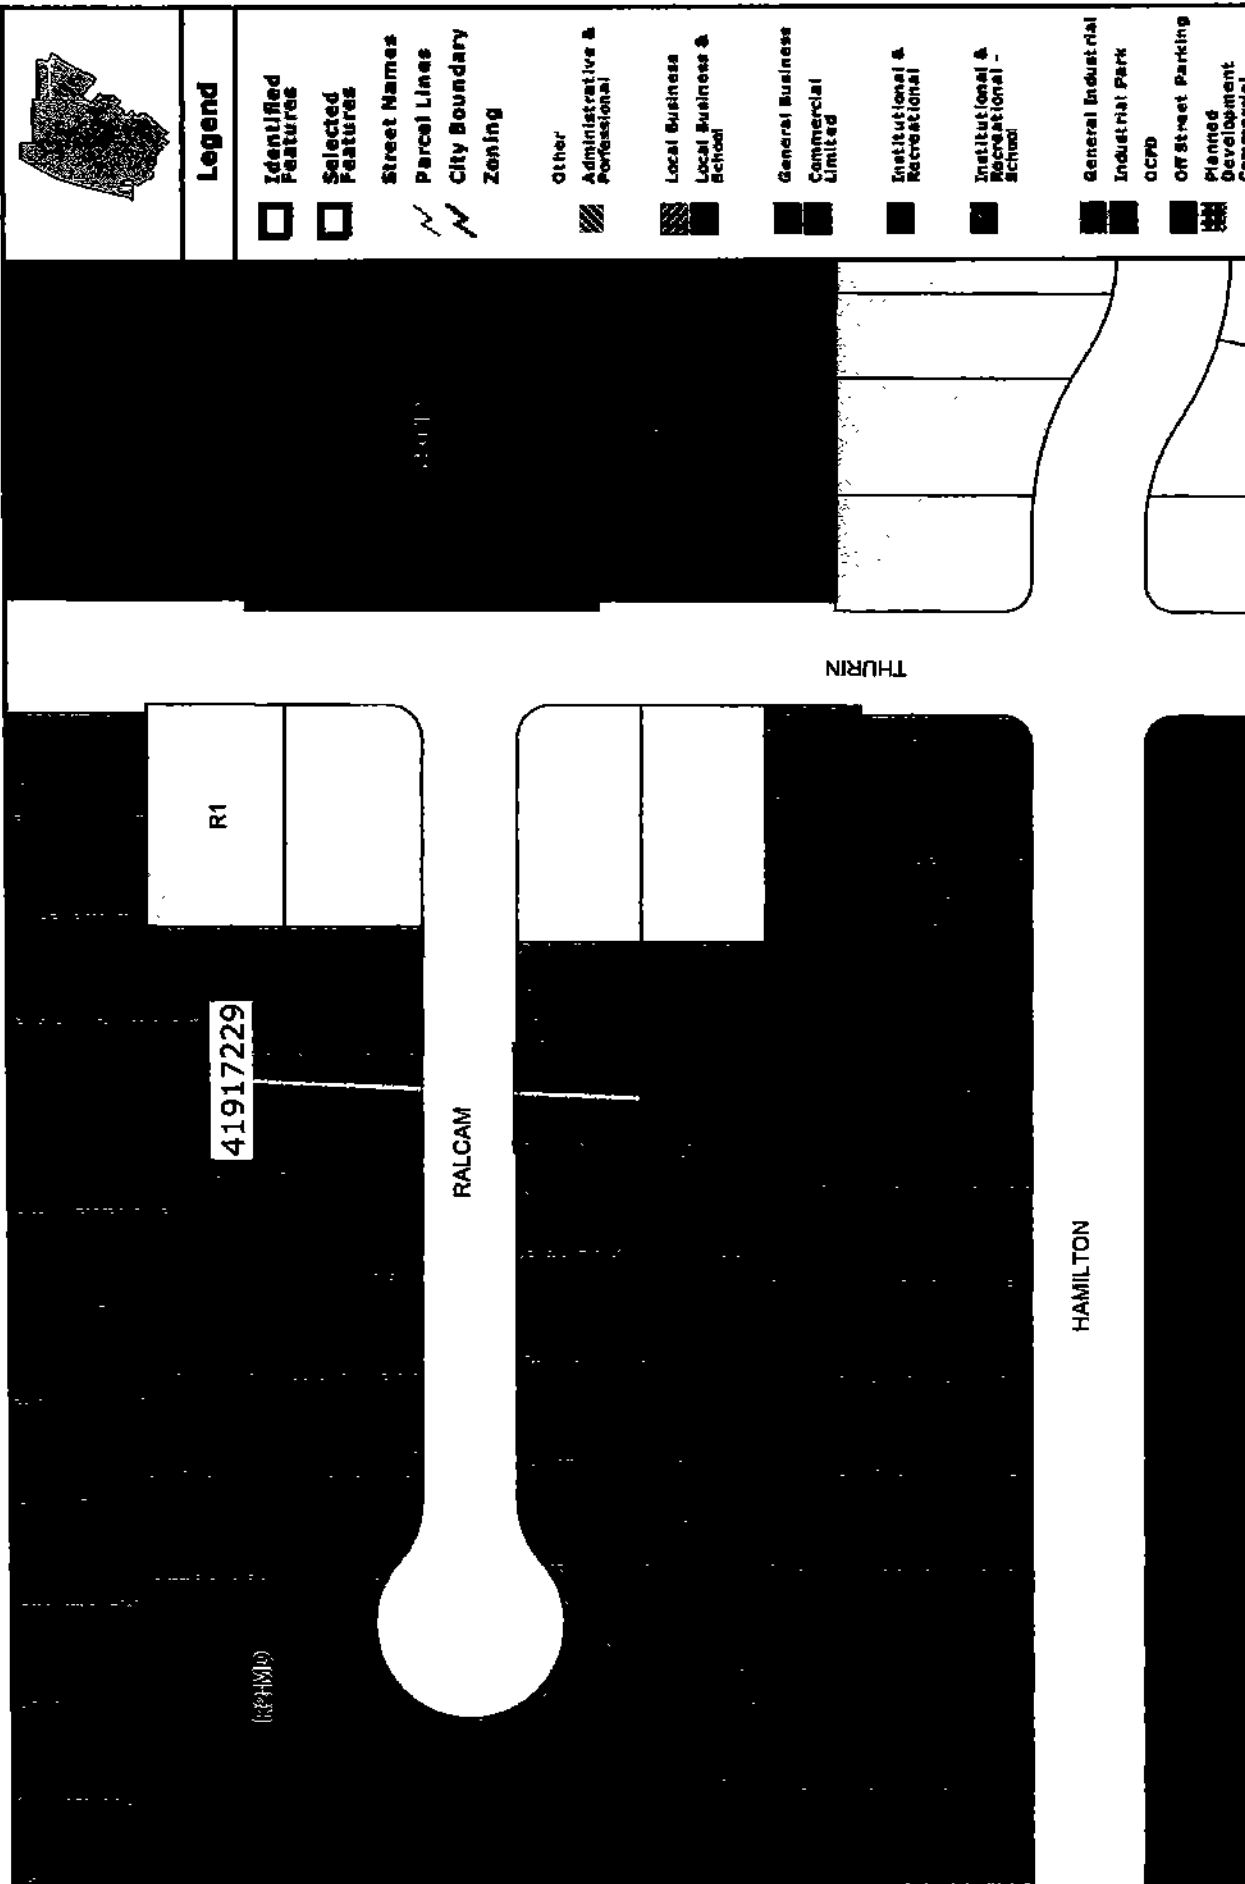 Legend
Identified
Features
Selected
Features
Street Names
Parcel Lines
City Boundary
Zoning
Other
Administrative &
Porfessional
Local Business
Local Business &
School
General Business
Commercial
Limited
Institutional &
Recreational
Institutional &
Recreational -
School
General Industrial
Industrial Park
OCPD
Off Street Parking
Planned
Development
THURIN
R1
41917229
RALCAM
HAMILTON